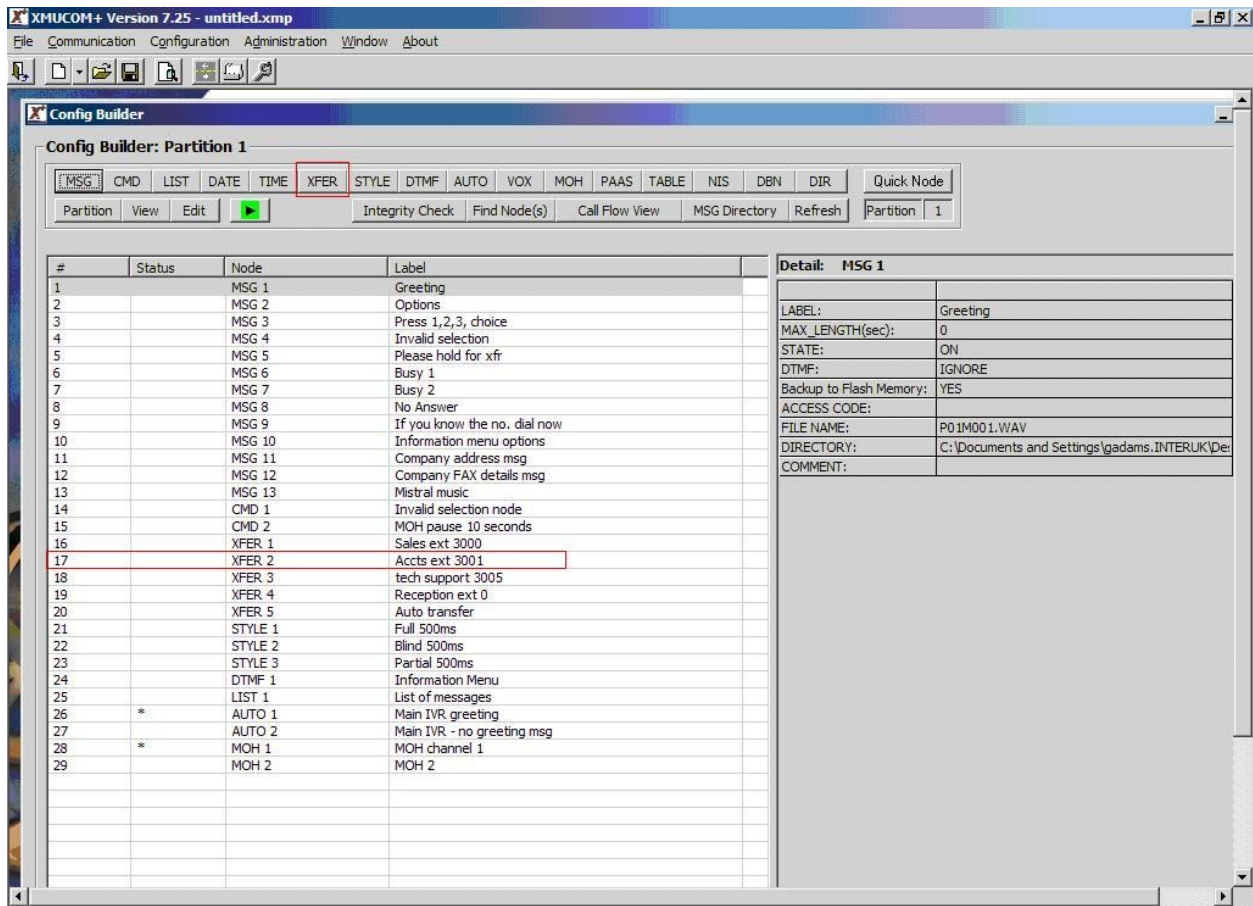 XMUCOM+ Version 7.25 - untitled.xmp
File Communication Configuration Administration Window About
Config Builder
Config Builder: Partition 1
MSG CMD LIST DATE TIME XFER STYLE DTMF AUTO VOX MOH PAAS TABLE NIS DBN DIR Quick Node
Partition View Edit Integrity Check Find Node(s) Call Flow View MSG Directory Refresh Partition 1
# Status Node Label
1 MSG 1 Greeting
2 MSG 2 Options
3 MSG 3 Press 1,2,3, choice
4 MSG 4 Invalid selection
5 MSG 5 Please hold for xfr
6 MSG 6 Busy 1
7 MSG 7 Busy 2
8 MSG 8 No Answer
9 MSG 9 If you know the no. dial now
10 MSG 10 Information menu options
11 MSG 11 Company address msg
12 MSG 12 Company FAX details msg
13 MSG 13 Mistral music
14 CMD 1 Invalid selection node
15 CMD 2 MOH pause 10 seconds
16 XFER 1 Sales ext 3000
17 XFER 2 Accts ext 3001
18 XFER 3 tech support 3005
19 XFER 4 Reception ext 0
20 XFER 5 Auto transfer
21 STYLE 1 Full 500ms
22 STYLE 2 Blind 500ms
23 STYLE 3 Partial 500ms
24 DTMF 1 Information Menu
25 LIST 1 List of messages
26 * AUTO 1 Main IVR greeting
27 AUTO 2 Main IVR - no greeting msg
28 * MOH 1 MOH channel 1
29 MOH 2 MOH 2
Detail: MSG 1
LABEL: Greeting
MAX_LENGTH(sec): 0
STATE: ON
DTMF: IGNORE
Backup to Flash Memory: YES
ACCESS CODE:
FILE NAME: P01M001.WAV
DIRECTORY: C:\Documents and Settings\gadams.INTERUK\De
COMMENT: